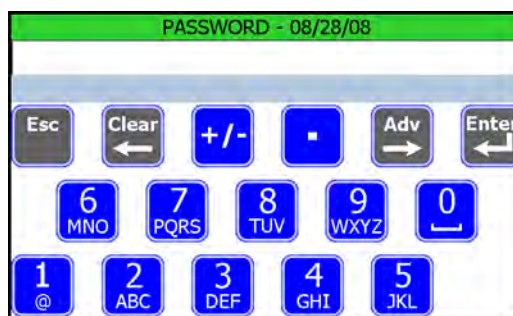 PASSWORD - 08/28/08
Esc Clear +/- . Adv Enter
6 7 8 9 0
MNO PQRS TUV WXYZ
1 2 3 4 5
@ ABC DEF GHI JKL